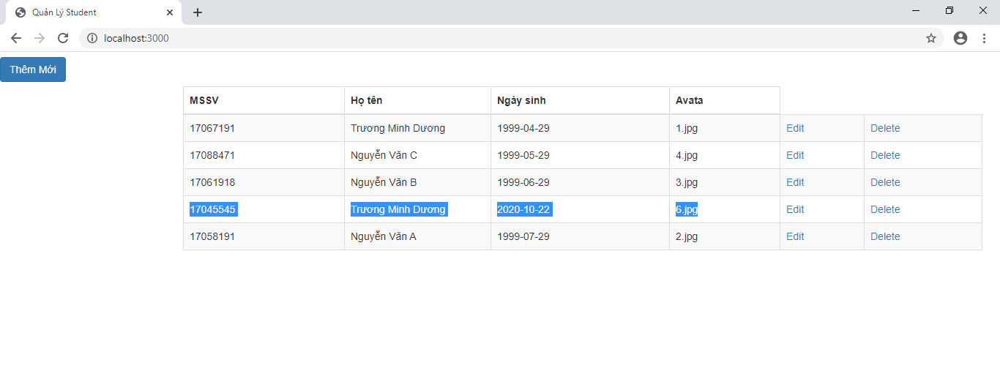 Quản Lý Student
localhost:3000
Thêm Mới
MSSV Họ tên Ngày sinh Avata
17067191 Trương Minh Dương 1999-04-29 1.jpg Edit Delete
17088471 Nguyễn Văn C 1999-05-29 4.jpg Edit Delete
17061918 Nguyễn Văn B 1999-06-29 3.jpg Edit Delete
17045545 Trương Minh Dương 2020-10-22 6.jpg Edit Delete
17058191 Nguyễn Văn A 1999-07-29 2.jpg Edit Delete